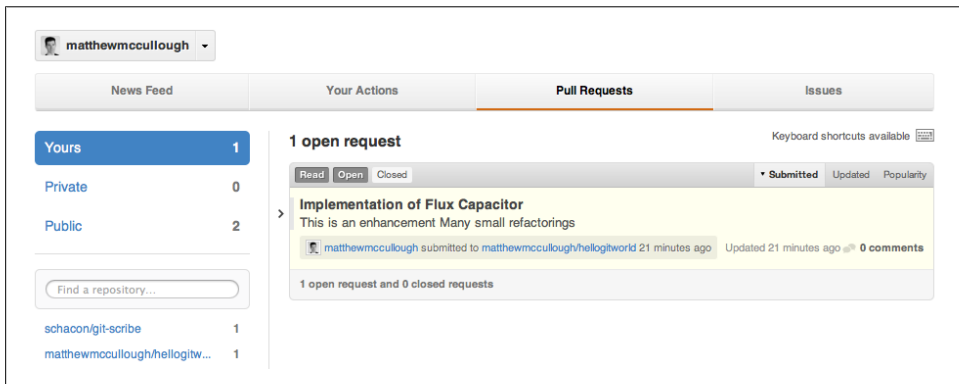 matthewmccullough
News Feed
Your Actions
Pull Requests
Issues
Yours 1
Private 0
Public 2
Find a repository...
schacon/git-scribe 1
matthewmccullough/hellogitw... 1
1 open request
Keyboard shortcuts available
Read Open Closed
Submitted Updated Popularity
Implementation of Flux Capacitor
This is an enhancement Many small refactorings
matthewmccullough submitted to matthewmccullough/hellogitworld 21 minutes ago
Updated 21 minutes ago 0 comments
1 open request and 0 closed requests